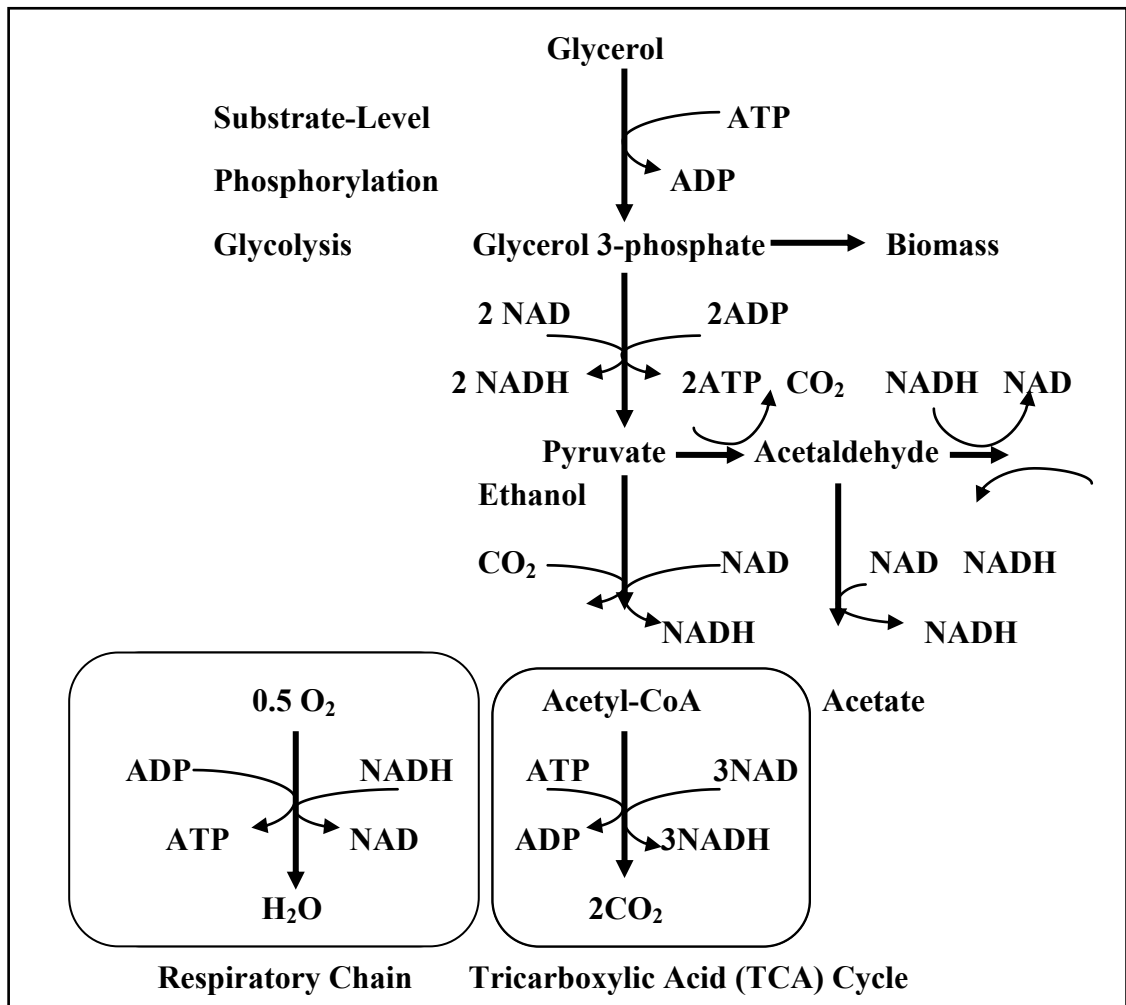 Glycerol
Substrate-Level
ATP
Phosphorylation
ADP
Glycolysis
Glycerol 3-phosphate
Biomass
2 NAD
2ADP
2 NADH
2ATP
CO₂
NADH
NAD
Pyruvate
Acetaldehyde
Ethanol
CO₂
NAD
NAD
NADH
NADH
NADH
0.5 O₂
Acetyl-CoA
Acetate
ADP
NADH
ATP
3NAD
ATP
NAD
ADP
3NADH
H₂O
2CO₂
Respiratory Chain
Tricarboxylic Acid (TCA) Cycle